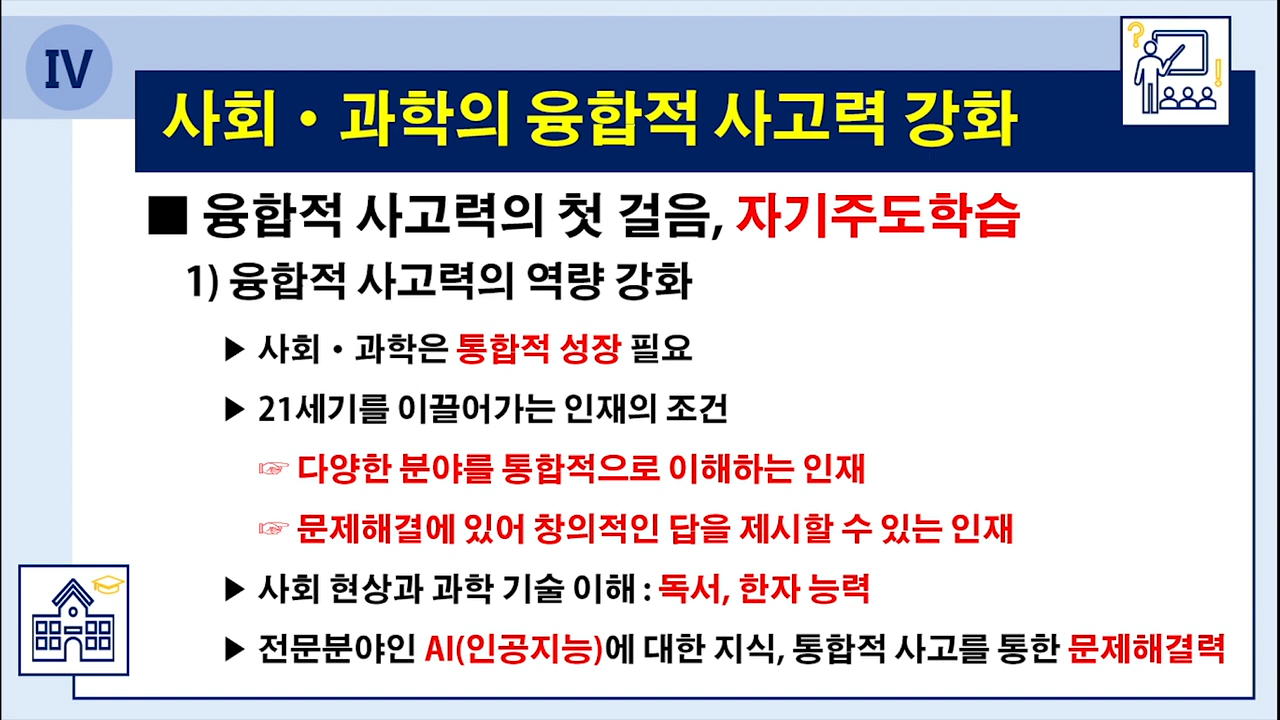 IV
사회・과학의 융합적 사고력 강화
■ 융합적 사고력의 첫 걸음, 자기주도학습
1) 융합적 사고력의 역량 강화
▶ 사회・과학은 통합적 성장 필요
▶ 21세기를 이끌어가는 인재의 조건
☞ 다양한 분야를 통합적으로 이해하는 인재
☞ 문제해결에 있어 창의적인 답을 제시할 수 있는 인재
▶ 사회 현상과 과학 기술 이해 : 독서, 한자 능력
▶ 전문분야인 AI(인공지능)에 대한 지식, 통합적 사고를 통한 문제해결력